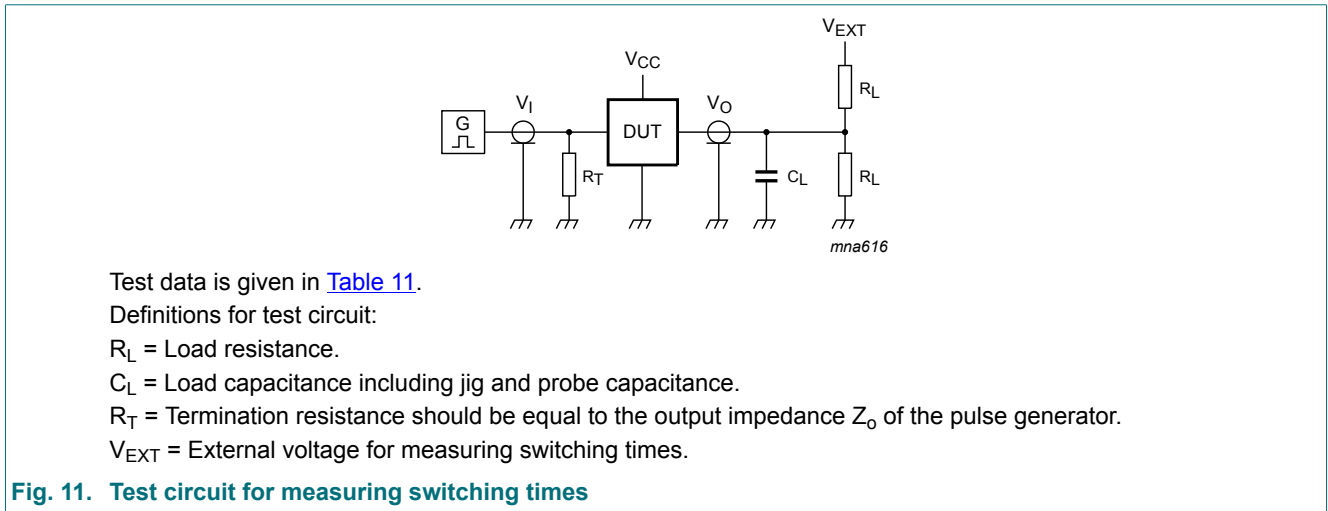 VEXT
VCC
RL
VI
VO
G
DUT
RT
CL
RL
mna616
Test data is given in Table 11.
Definitions for test circuit:
RL = Load resistance.
CL = Load capacitance including jig and probe capacitance.
RT = Termination resistance should be equal to the output impedance Zo of the pulse generator.
VEXT = External voltage for measuring switching times.
Fig. 11. Test circuit for measuring switching times